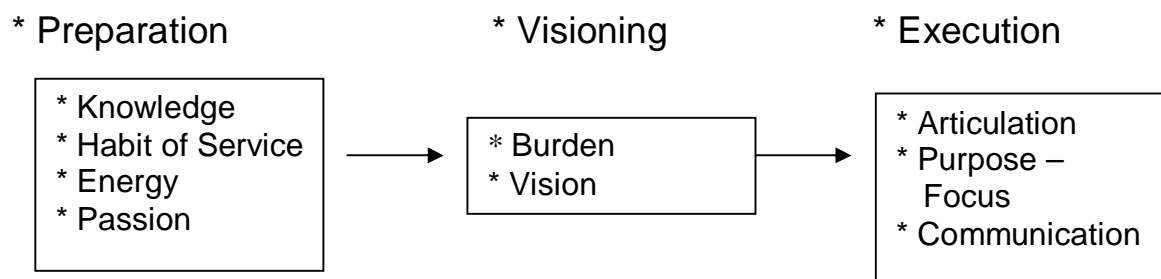 * Preparation
* Visioning
* Execution
* Knowledge
* Habit of Service
* Energy
* Passion
* Burden
* Vision
* Articulation
* Purpose –
Focus
* Communication